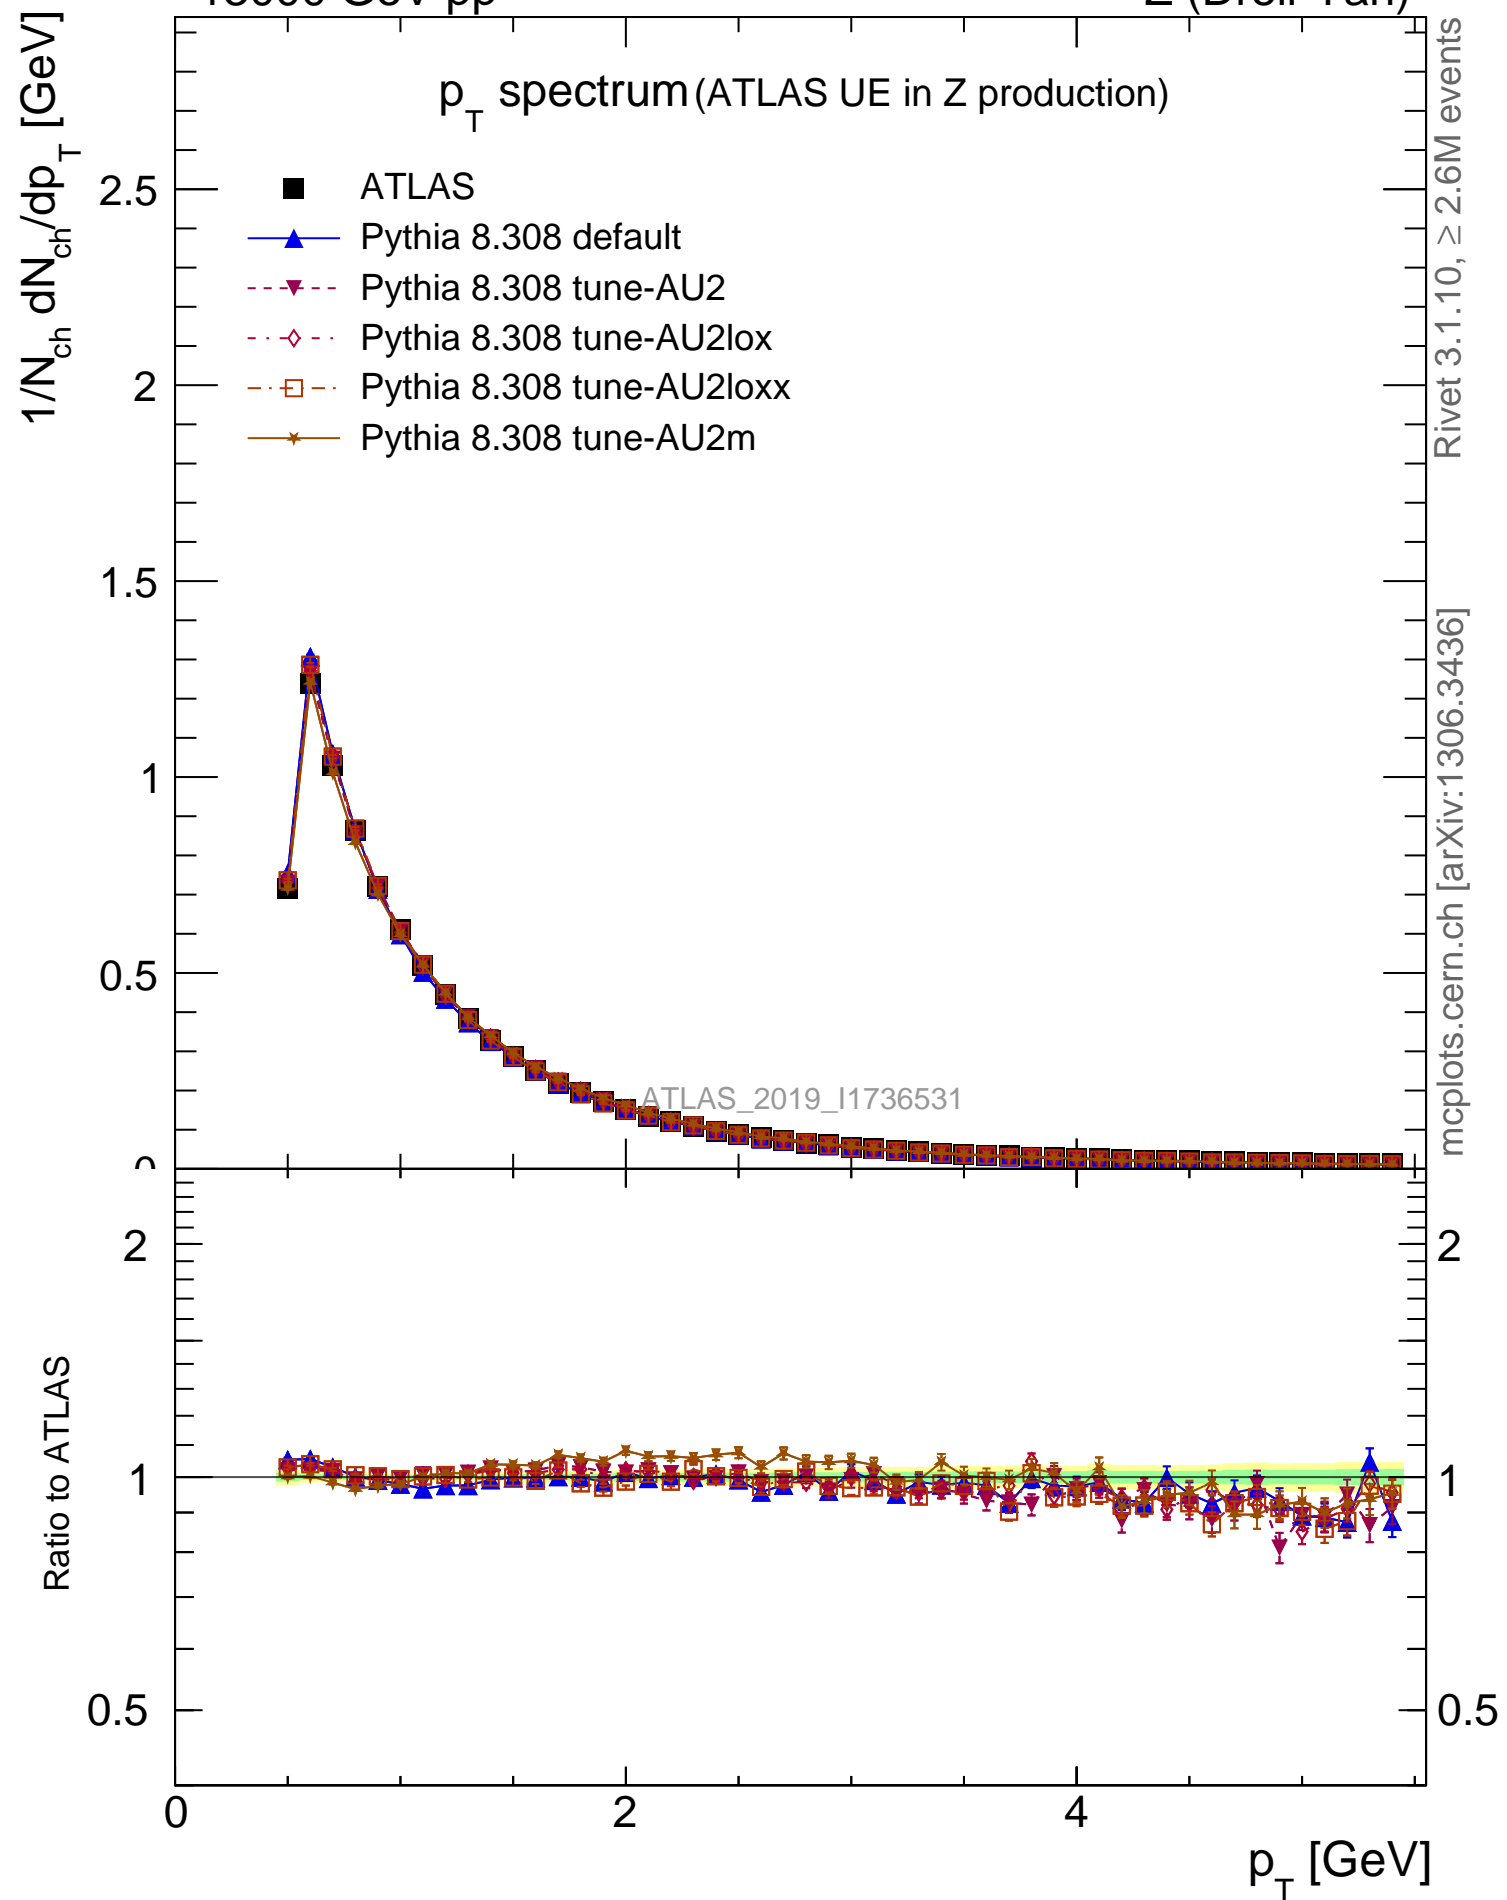 Z (Drell-Yan)
p_T spectrum (ATLAS UE in Z production)
1/N_ch dN_ch/dp_T [GeV]
ATLAS
Pythia 8.308 default
Pythia 8.308 tune-AU2
Pythia 8.308 tune-AU2lox
Pythia 8.308 tune-AU2loxx
Pythia 8.308 tune-AU2m
2.5
2
1.5
1
0.5
0
ATLAS_2019_I1736531
Rivet 3.1.10, ≥ 2.6M events
mcplots.cern.ch [arXiv:1306.3436]
Ratio to ATLAS
2
1
0.5
2
1
0.5
0
2
4
p_T [GeV]